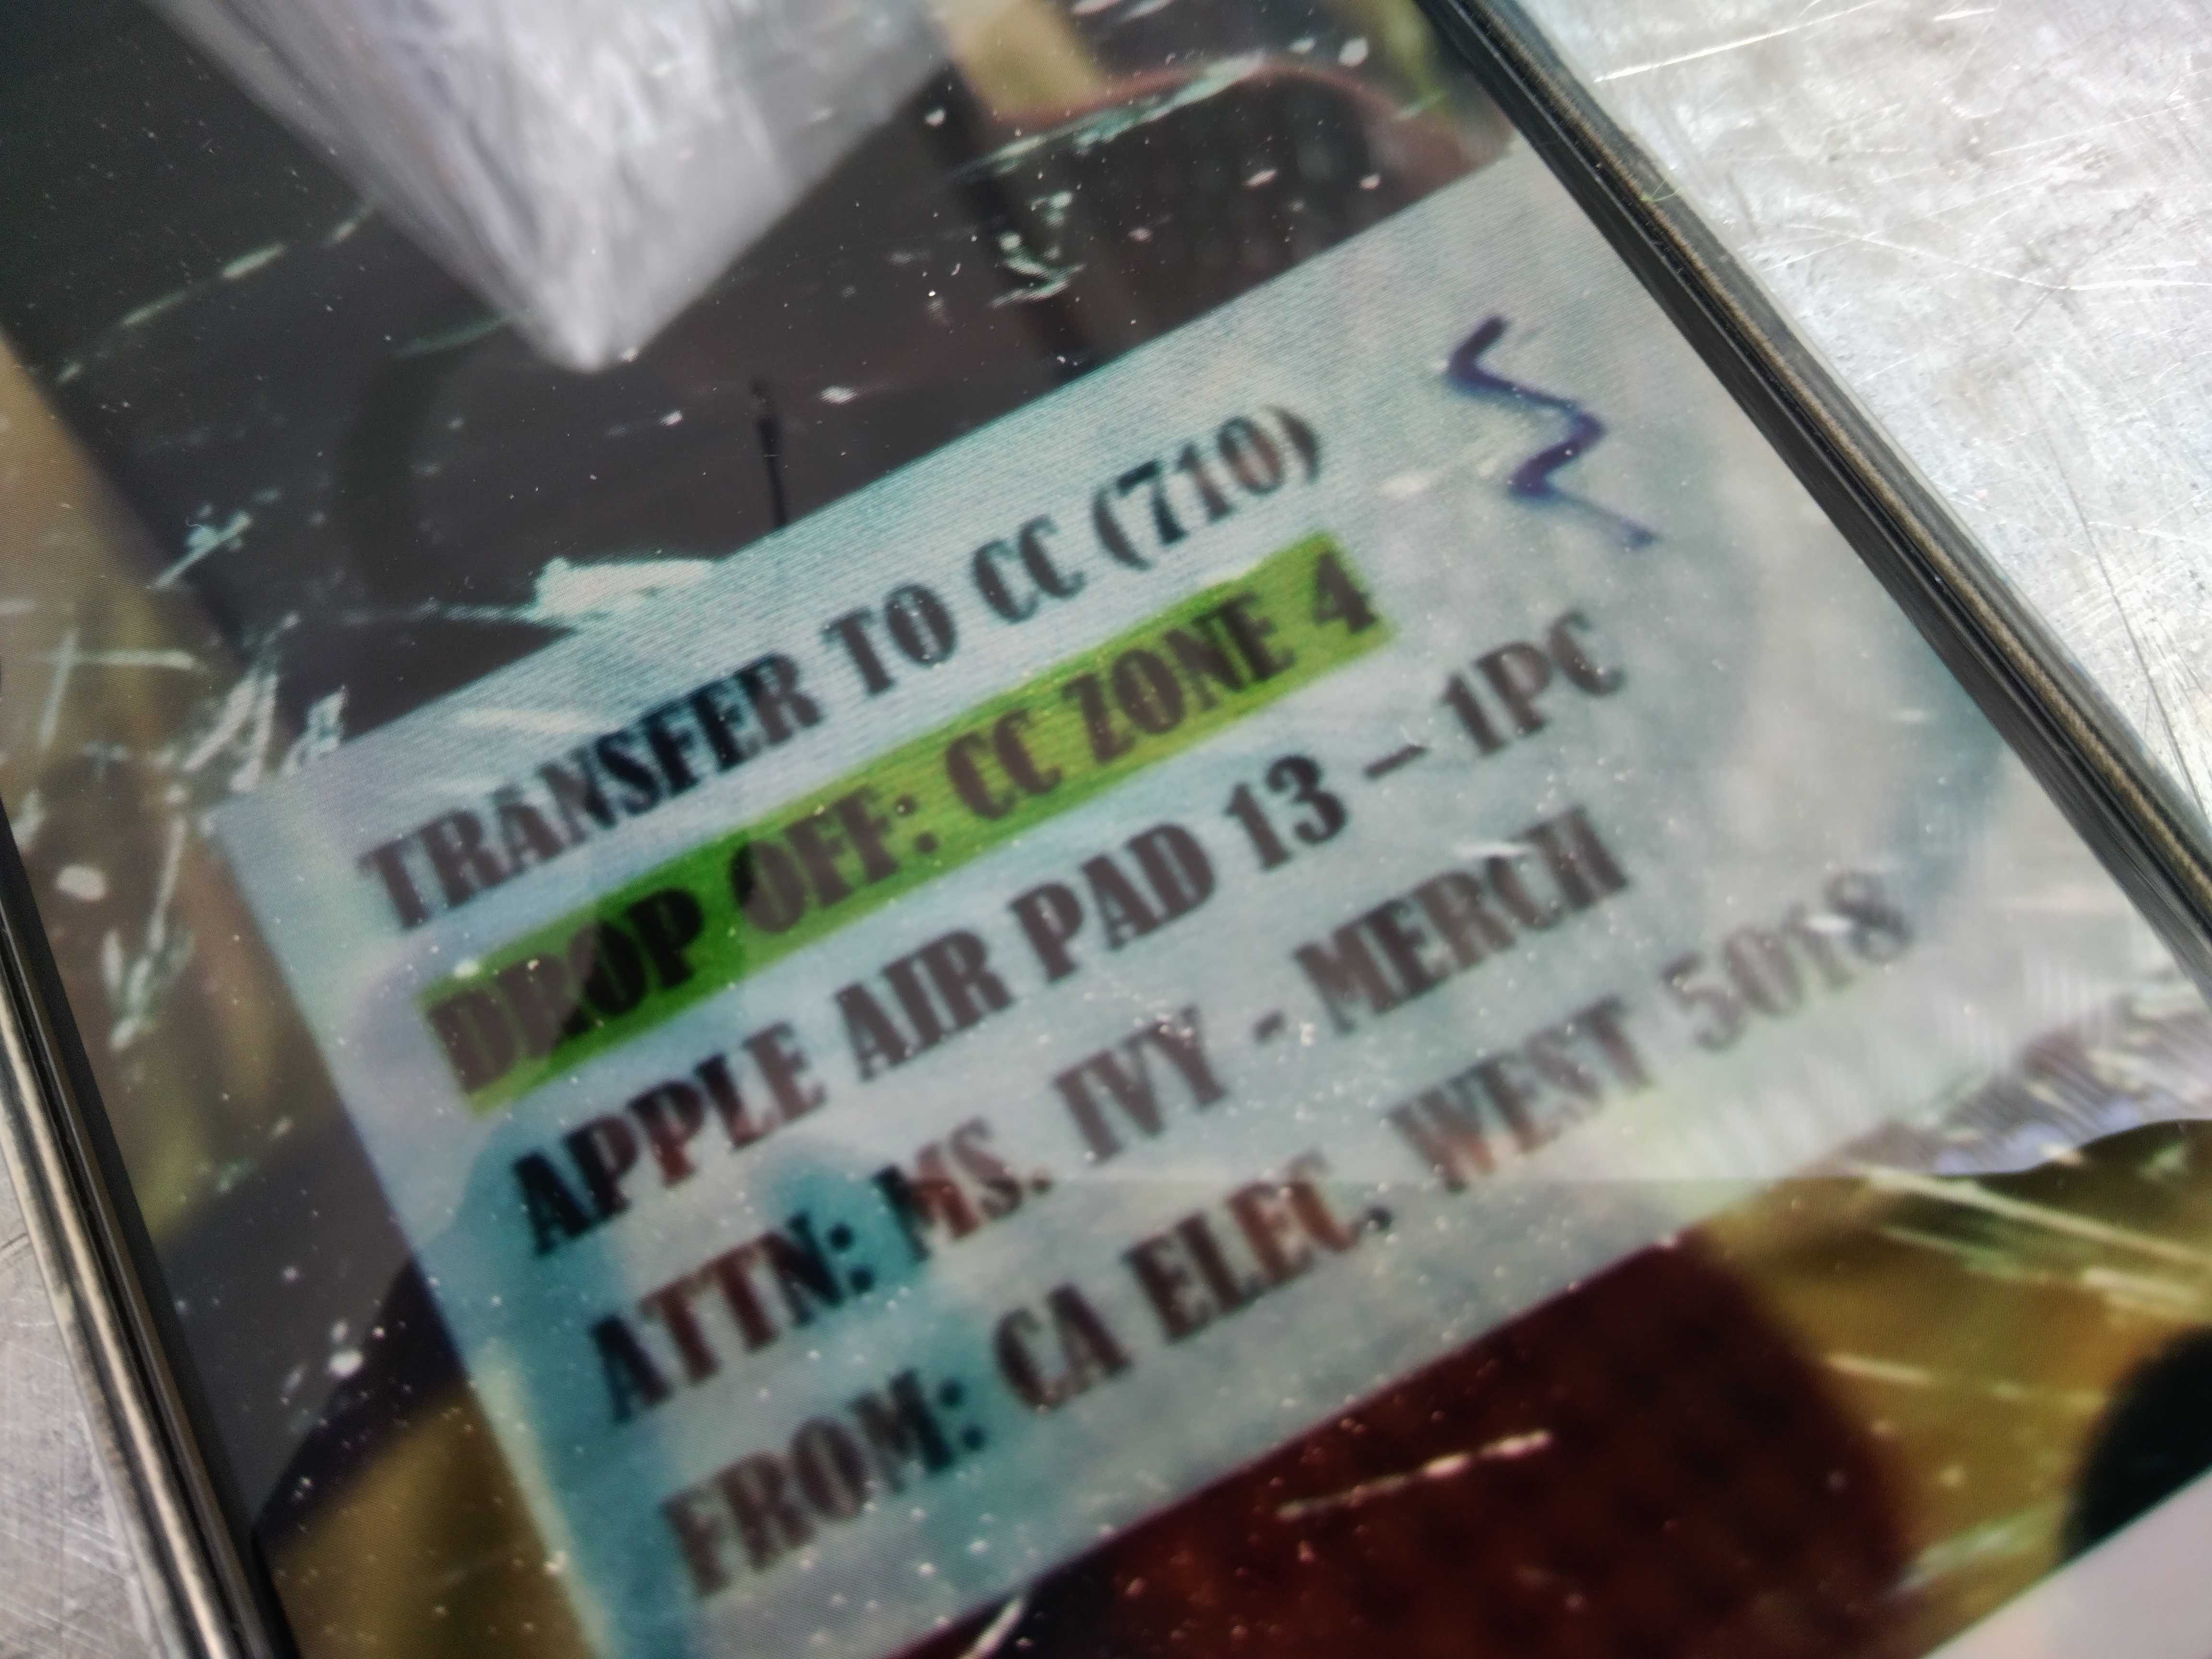 TRANSFER TO CC (710)
DROP OFF: CC ZONE 4
APPLE AIR PAD 13 – 1PC
ATTN: MS. IVY - MERCH
FROM: CA ELEC. WEST 5018